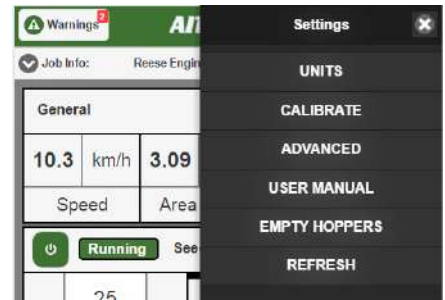 Warnings 2
Settings
Job Info: Reese Engin
UNITS
General
CALIBRATE
10.3 km/h 3.09
ADVANCED
Speed Area
USER MANUAL
EMPTY HOPPERS
Running See
REFRESH
25